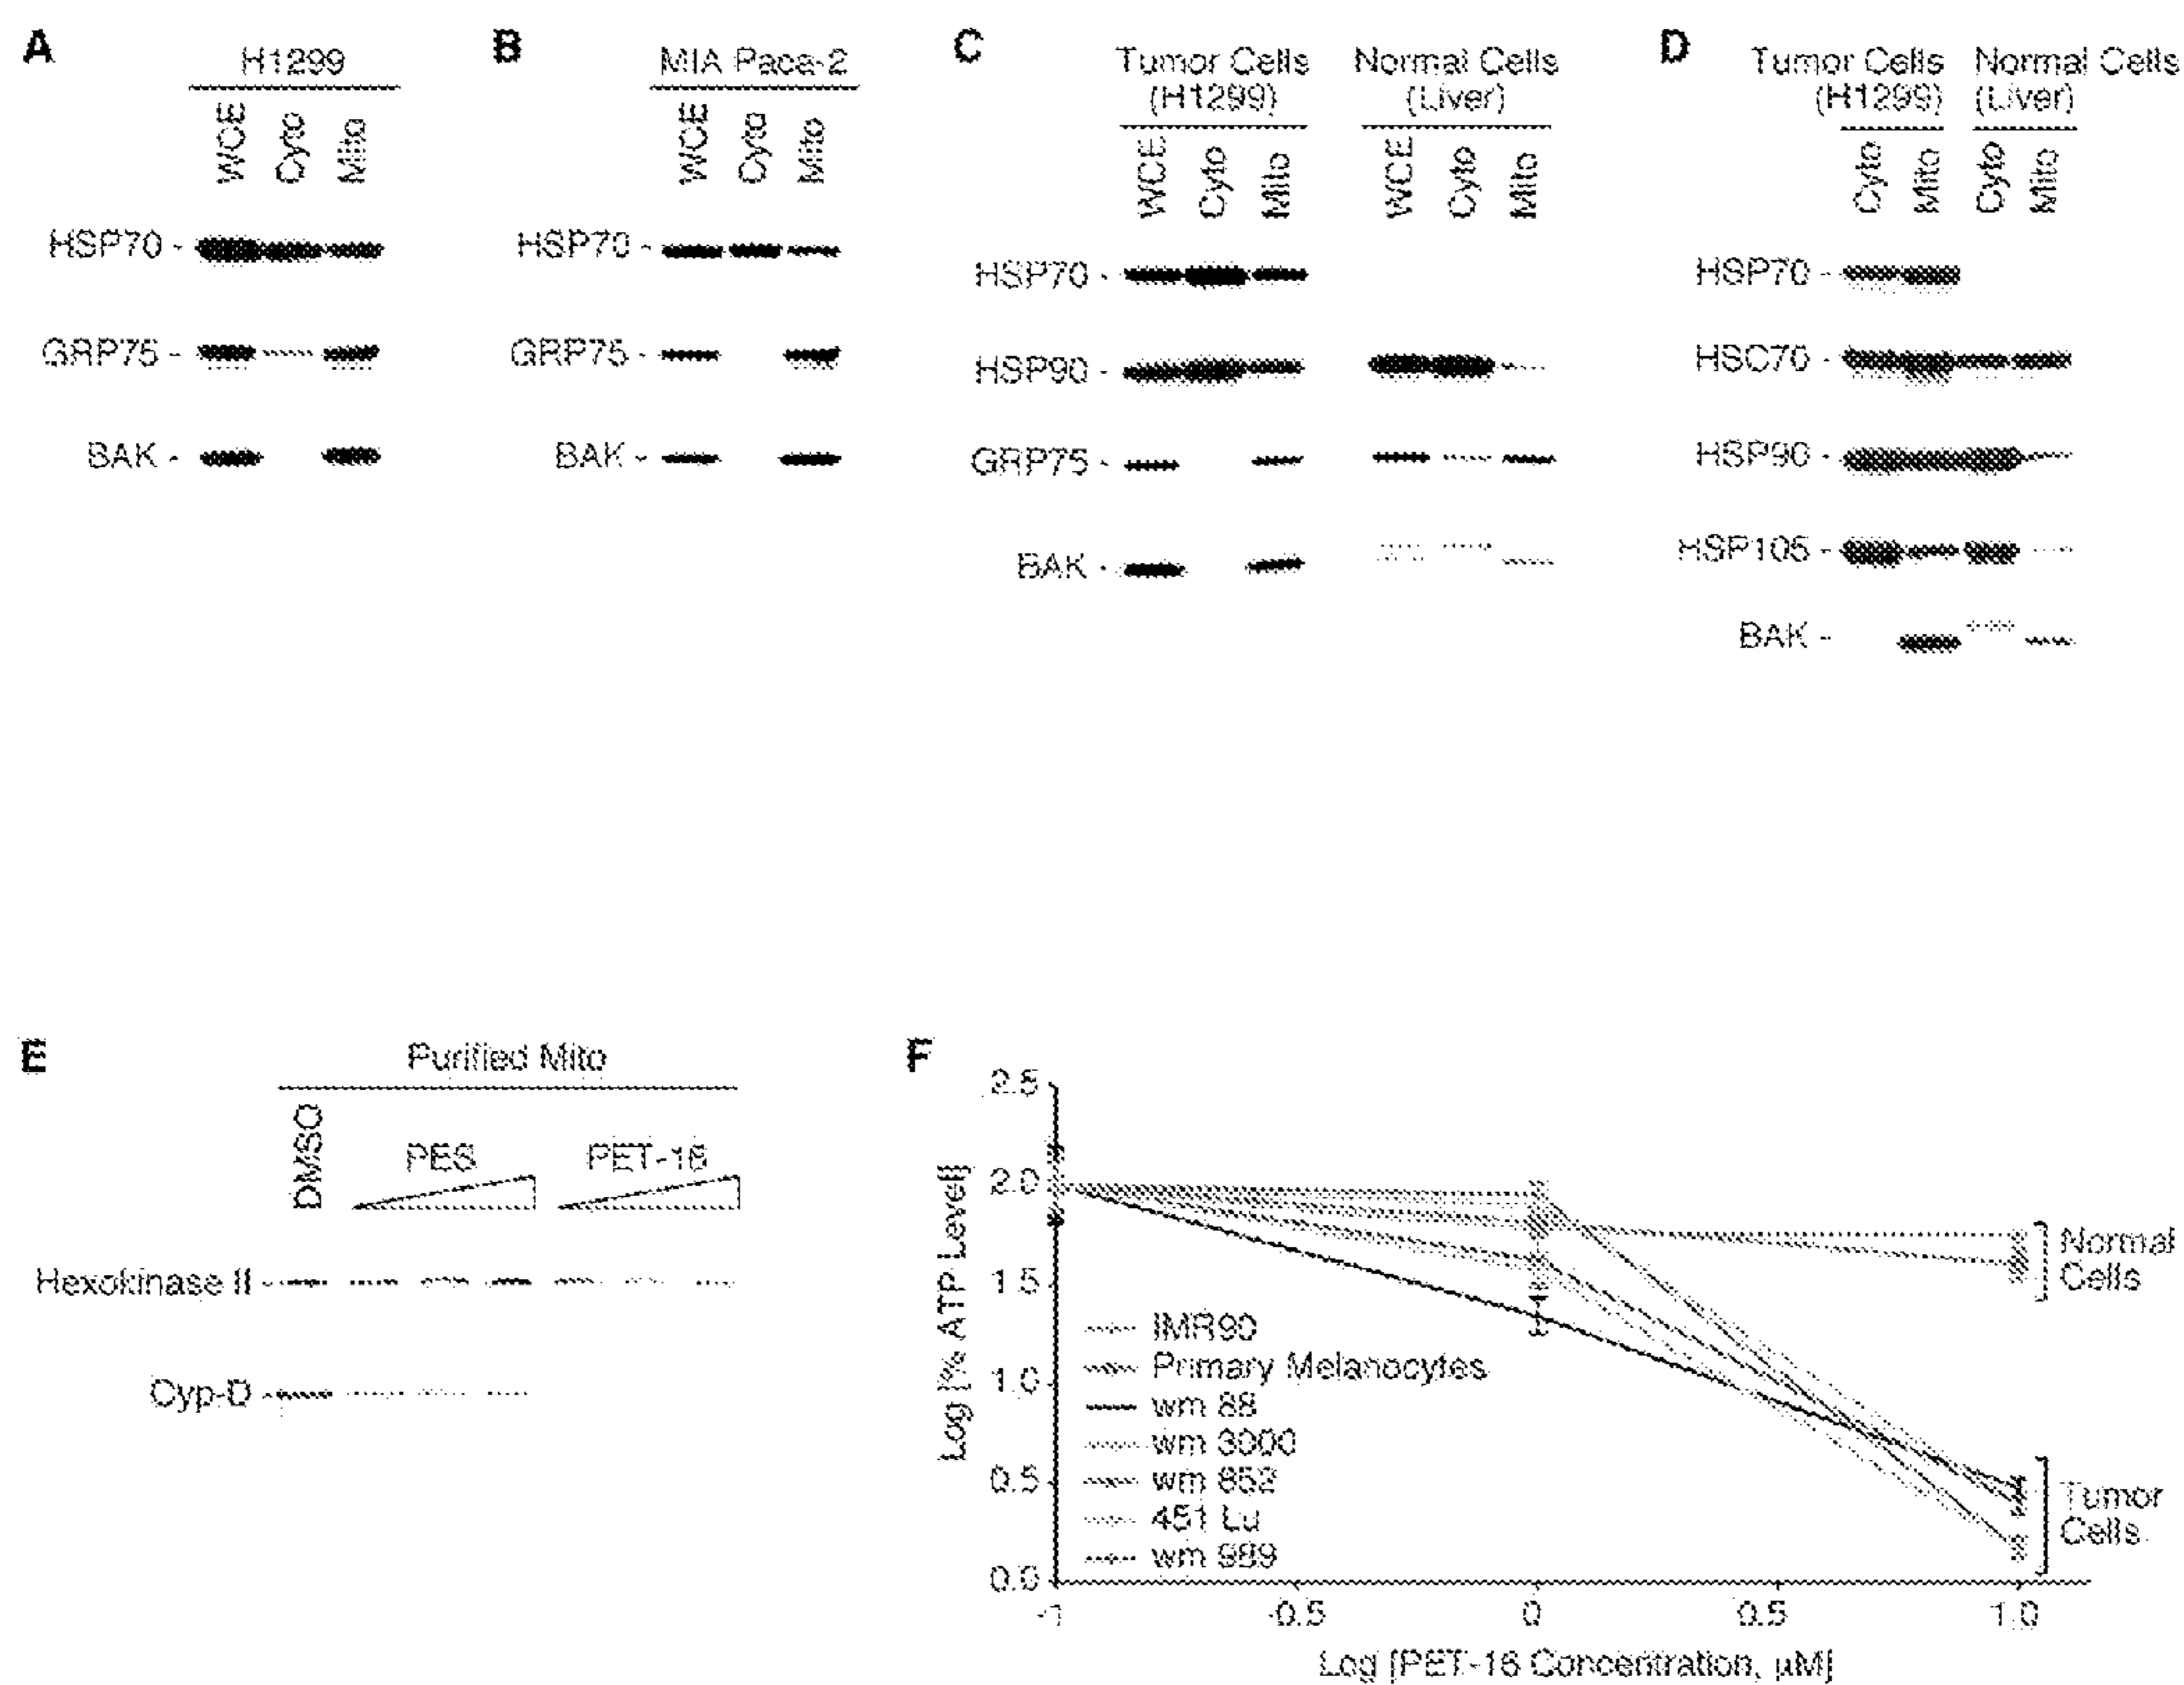 A
H1299
WCE
Cyto
Mito
HSP70 -
GRP75 -
BAK -
B
MIA Paca-2
WCE
Cyto
Mito
HSP70 -
GRP75 -
BAK -
C
Tumor Cells
(H1299)
Normal Cells
(Liver)
WCE
Cyto
Mito
WCE
Cyto
Mito
HSP70 -
HSP90 -
GRP75 -
BAK -
D
Tumor Cells
(H1299)
Normal Cells
(Liver)
Cyto
Mito
Cyto
Mito
HSP70 -
HSC70 -
HSP90 -
HSP105 -
BAK -
E
Purified Mito
DMSO
PES
PET-16
Hexokinase II -
Cyp-D -
F
Log [% ATP Level]
2.5
2.0
1.5
1.0
0.5
0.0
IMR90
Primary Melanocytes
wm 88
wm 3000
wm 852
451 Lu
wm 989
Normal
Cells
Tumor
Cells
-1
-0.5
0
0.5
1.0
Log [PET-16 Concentration, µM]